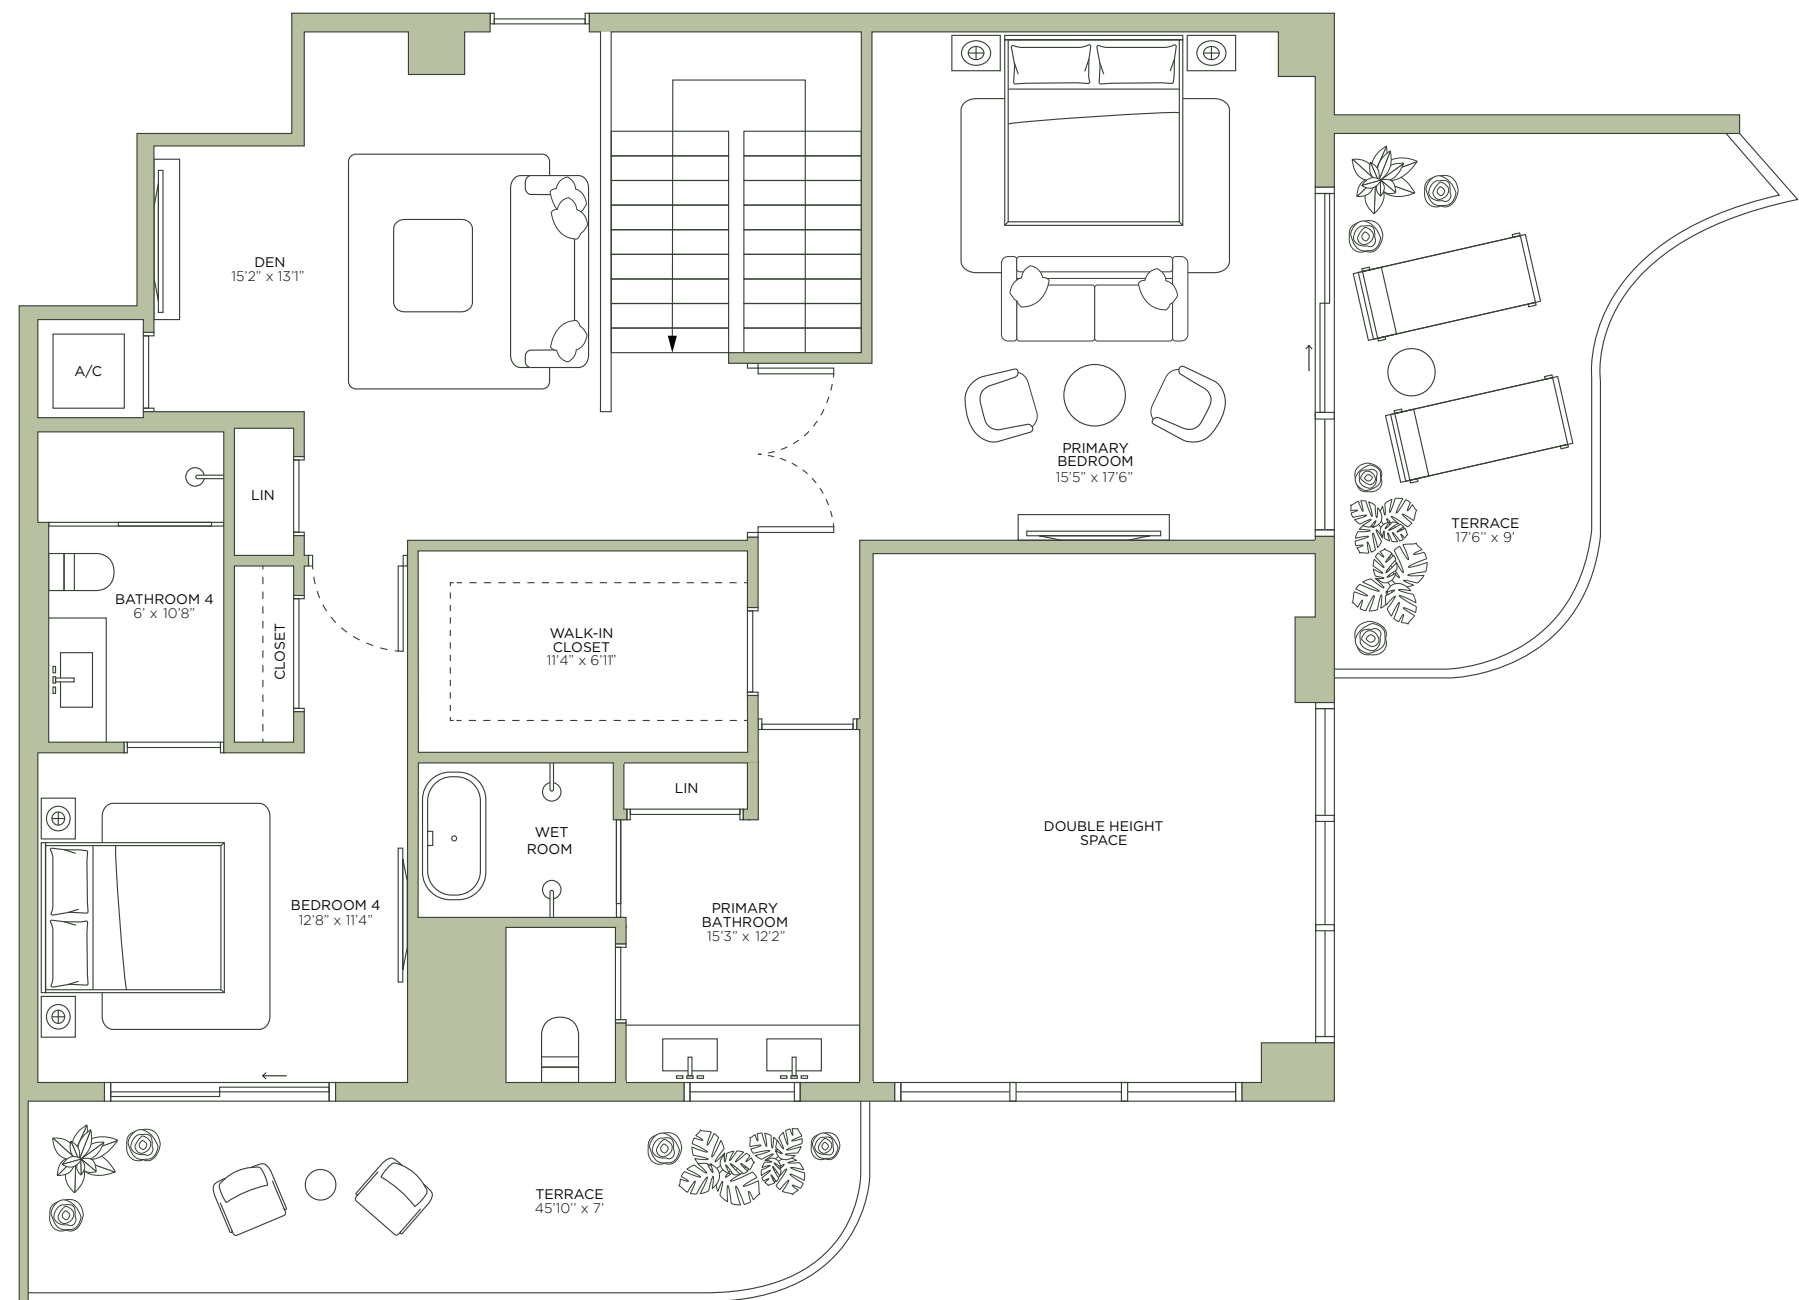 DEN
15'2” x 13'1”
A/C
LIN
PRIMARY
BEDROOM
15'5” x 17'6”
TERRACE
17'6” x 9'
BATHROOM 4
6' x 10'8”
CLOSET
WALK-IN
CLOSET
11'4” x 6'11”
LIN
WET
ROOM
DOUBLE HEIGHT
SPACE
BEDROOM 4
12'8” x 11'4”
PRIMARY
BATHROOM
15'3” x 12'2”
TERRACE
45'10'' x 7'